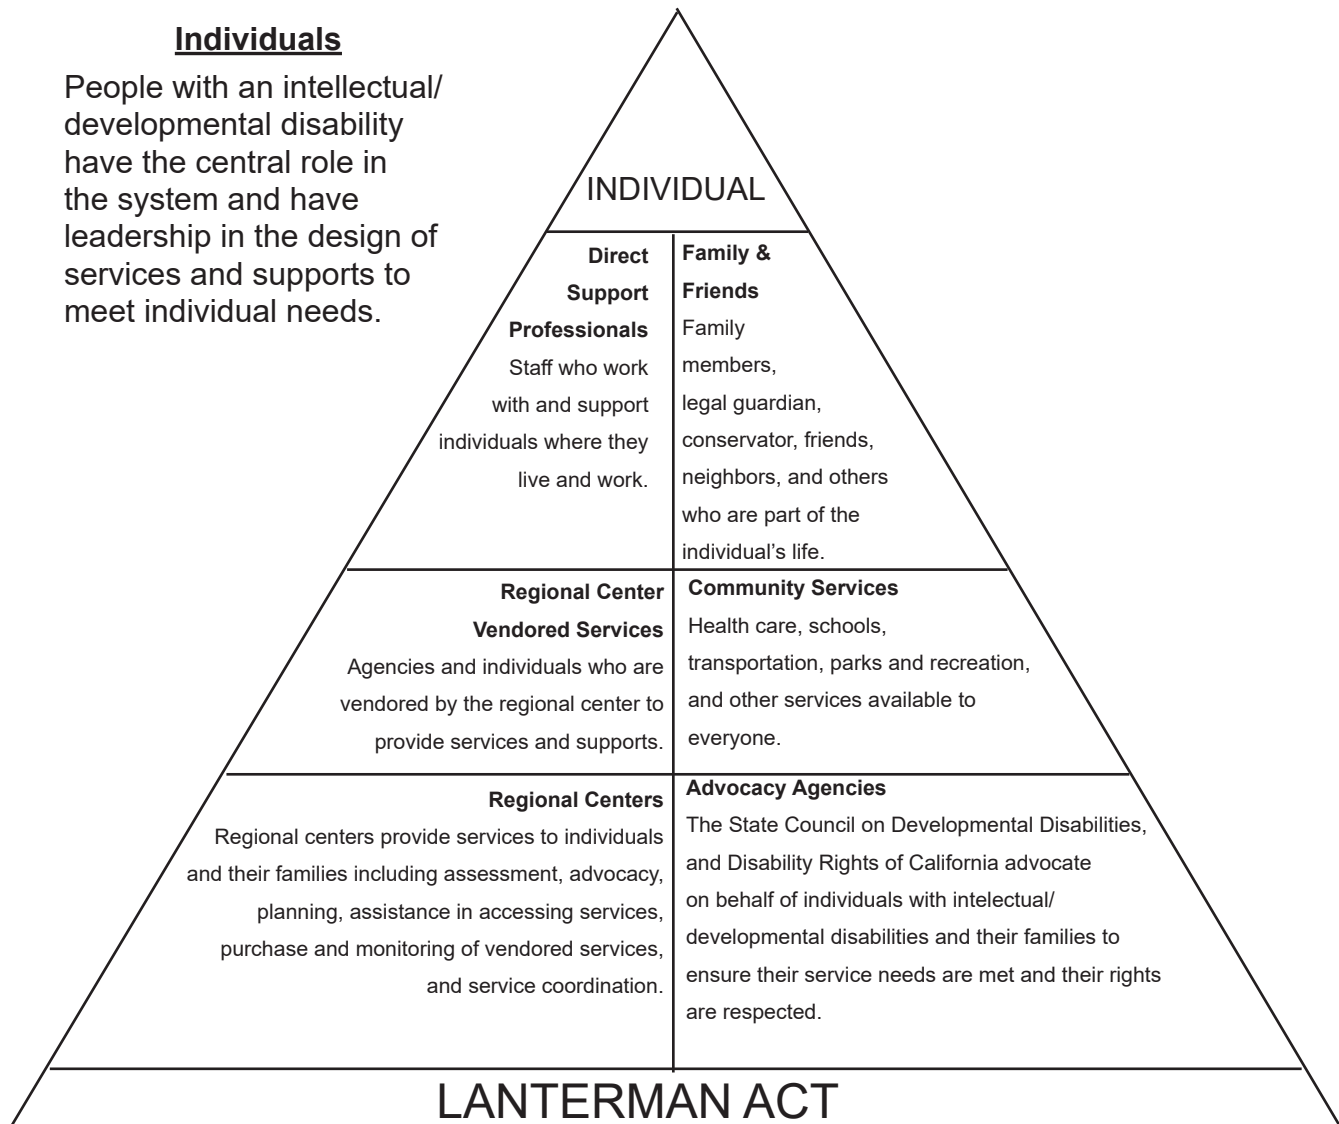 Individuals
People with an intellectual/
developmental disability
have the central role in
the system and have
leadership in the design of
services and supports to
meet individual needs.
INDIVIDUAL
Direct
Support
Professionals
Staff who work
with and support
individuals where they
live and work.
Family &
Friends
Family
members,
legal guardian,
conservator, friends,
neighbors, and others
who are part of the
individual’s life.
Regional Center
Vendored Services
Agencies and individuals who are
vendored by the regional center to
provide services and supports.
Community Services
Health care, schools,
transportation, parks and recreation,
and other services available to
everyone.
Regional Centers
Regional centers provide services to individuals
and their families including assessment, advocacy,
planning, assistance in accessing services,
purchase and monitoring of vendored services,
and service coordination.
Advocacy Agencies
The State Council on Developmental Disabilities,
and Disability Rights of California advocate
on behalf of individuals with intelectual/
developmental disabilities and their families to
ensure their service needs are met and their rights
are respected.
LANTERMAN ACT